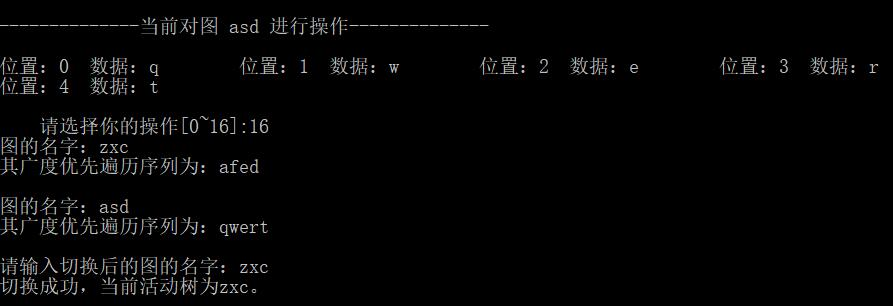 --------------当前对图 asd 进行操作--------------
位置：0  数据：q        位置：1  数据：w        位置：2  数据：e        位置：3  数据：r
位置：4  数据：t
请选择你的操作[0~16]:16
图的名字：zxc
其广度优先遍历序列为：afed
图的名字：asd
其广度优先遍历序列为：qwert
请输入切换后的图的名字：zxc
切换成功，当前活动树为zxc。